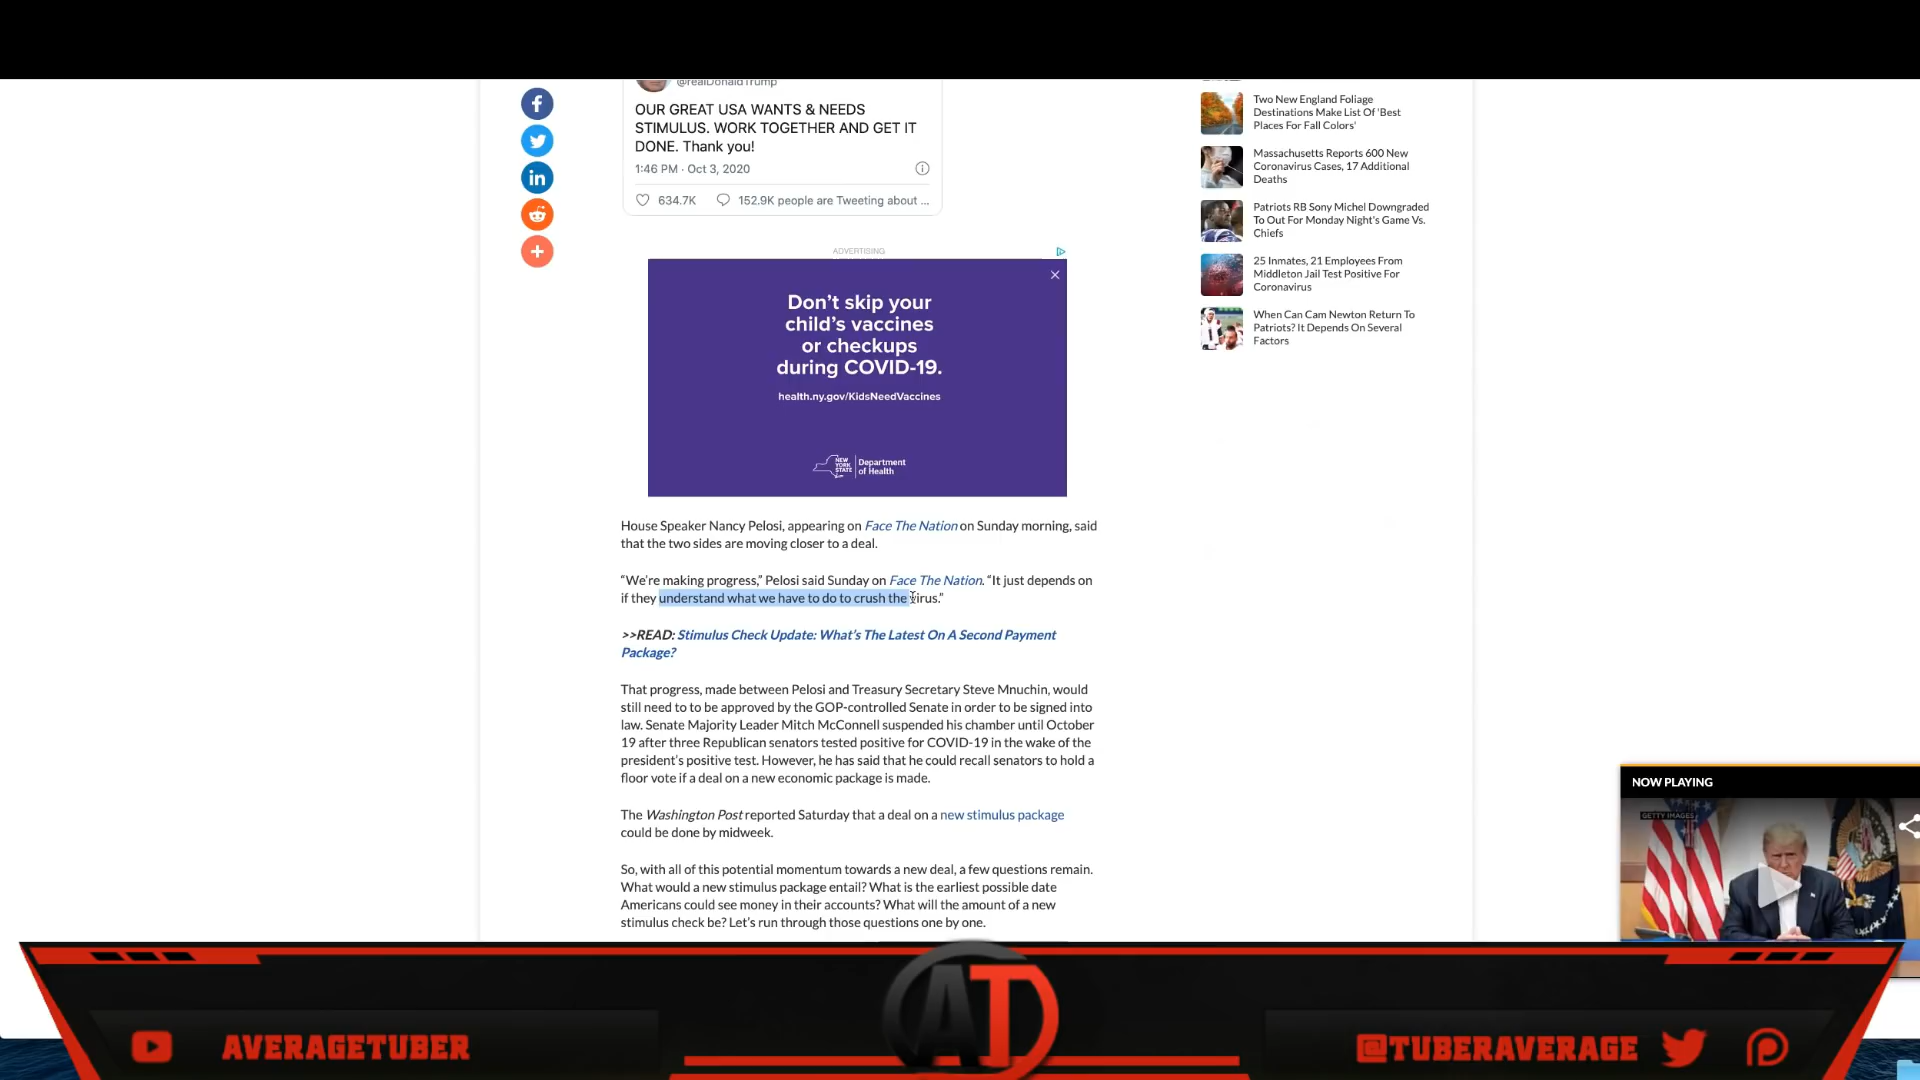 @realDonaldTrump
OUR GREAT USA WANTS & NEEDS
STIMULUS. WORK TOGETHER AND GET IT
DONE. Thank you!
1:46 PM · Oct 3, 2020
634.7K 152.9K people are Tweeting about ...
ADVERTISING
Don't skip your
child's vaccines
or checkups
during COVID-19.
health.ny.gov/KidsNeedVaccines
NEW
YORK
STATE
Department
of Health
House Speaker Nancy Pelosi, appearing on Face The Nation on Sunday morning, said
that the two sides are moving closer to a deal.
“We're making progress,” Pelosi said Sunday on Face The Nation. “It just depends on
if they understand what we have to do to crush the virus.”
>>READ: Stimulus Check Update: What's The Latest On A Second Payment
Package?
That progress, made between Pelosi and Treasury Secretary Steve Mnuchin, would
still need to to be approved by the GOP-controlled Senate in order to be signed into
law. Senate Majority Leader Mitch McConnell suspended his chamber until October
19 after three Republican senators tested positive for COVID-19 in the wake of the
president's positive test. However, he has said that he could recall senators to hold a
floor vote if a deal on a new economic package is made.
The Washington Post reported Saturday that a deal on a new stimulus package
could be done by midweek.
So, with all of this potential momentum towards a new deal, a few questions remain.
What would a new stimulus package entail? What is the earliest possible date
Americans could see money in their accounts? What will the amount of a new
stimulus check be? Let's run through those questions one by one.
Two New England Foliage
Destinations Make List Of 'Best
Places For Fall Colors'
Massachusetts Reports 600 New
Coronavirus Cases, 17 Additional
Deaths
Patriots RB Sony Michel Downgraded
To Out For Monday Night's Game Vs.
Chiefs
25 Inmates, 21 Employees From
Middleton Jail Test Positive For
Coronavirus
When Can Cam Newton Return To
Patriots? It Depends On Several
Factors
NOW PLAYING
GETTY IMAGES
AVERAGETUBER
AT
@TUBERAVERAGE